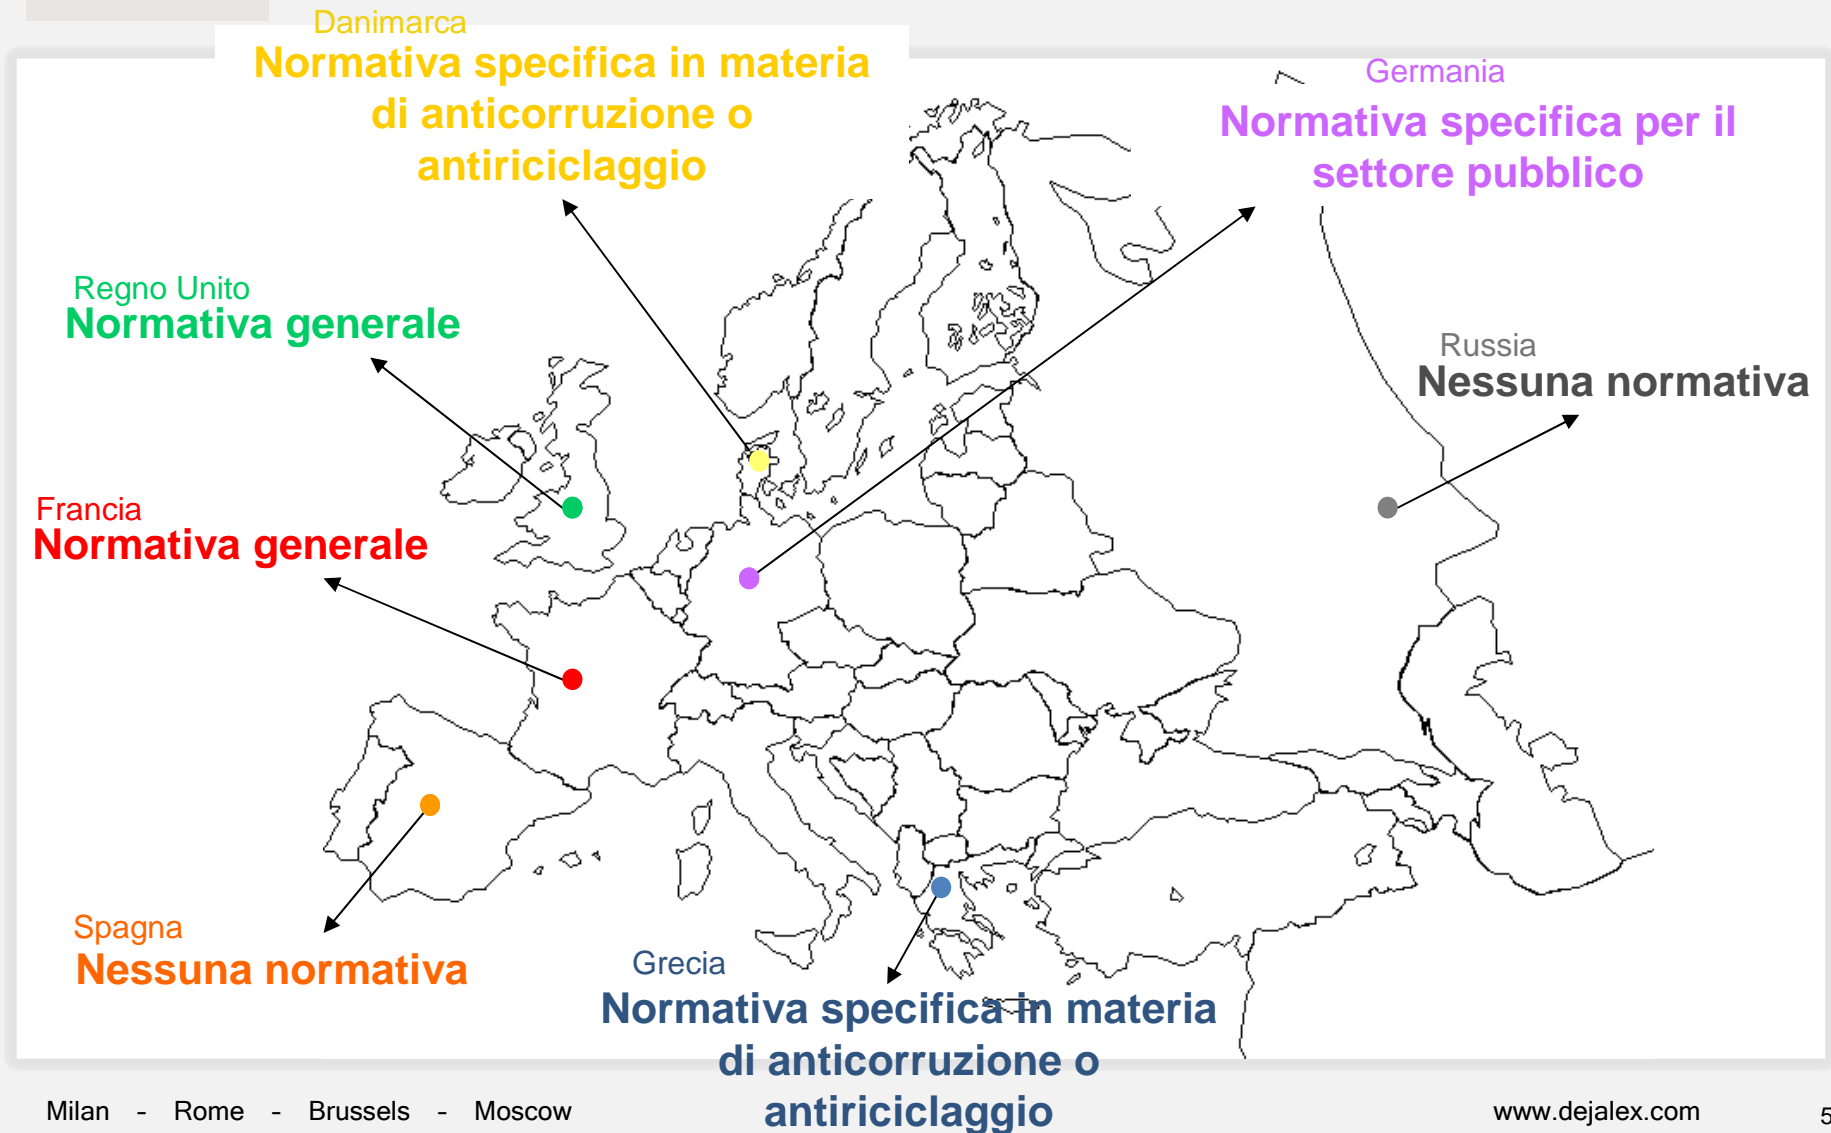 Danimarca
Normativa specifica in materia
di anticorruzione o
antiriciclaggio
Germania
Normativa specifica per il
settore pubblico
Regno Unito
Normativa generale
Russia
Nessuna normativa
Francia
Normativa generale
Spagna
Nessuna normativa
Grecia
Normativa specifica in materia
di anticorruzione o
antiriciclaggio
Milan - Rome - Brussels - Moscow
www.dejalex.com
5